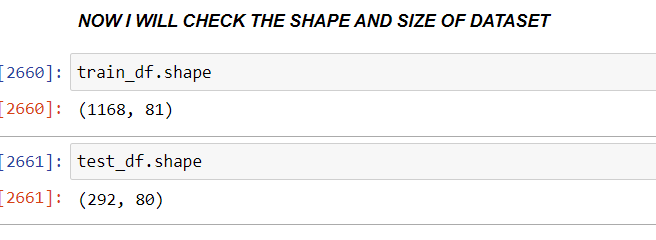 NOW I WILL CHECK THE SHAPE AND SIZE OF DATASET
[2660]: train_df.shape
[2660]: (1168, 81)
[2661]: test_df.shape
[2661]: (292, 80)